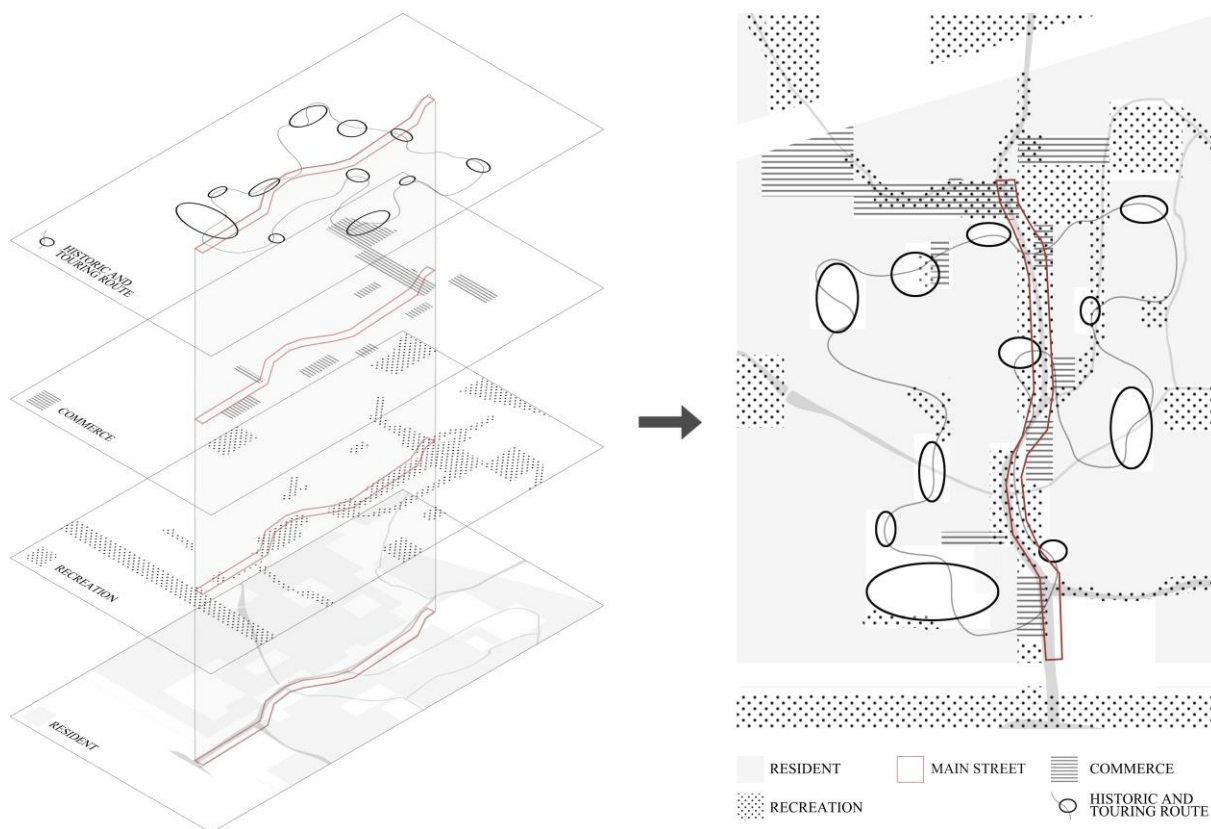 HISTORIC AND
TOURING ROUTE
COMMERCE
RECREATION
RESIDENT
RESIDENT
MAIN STREET
COMMERCE
RECREATION
HISTORIC AND
TOURING ROUTE